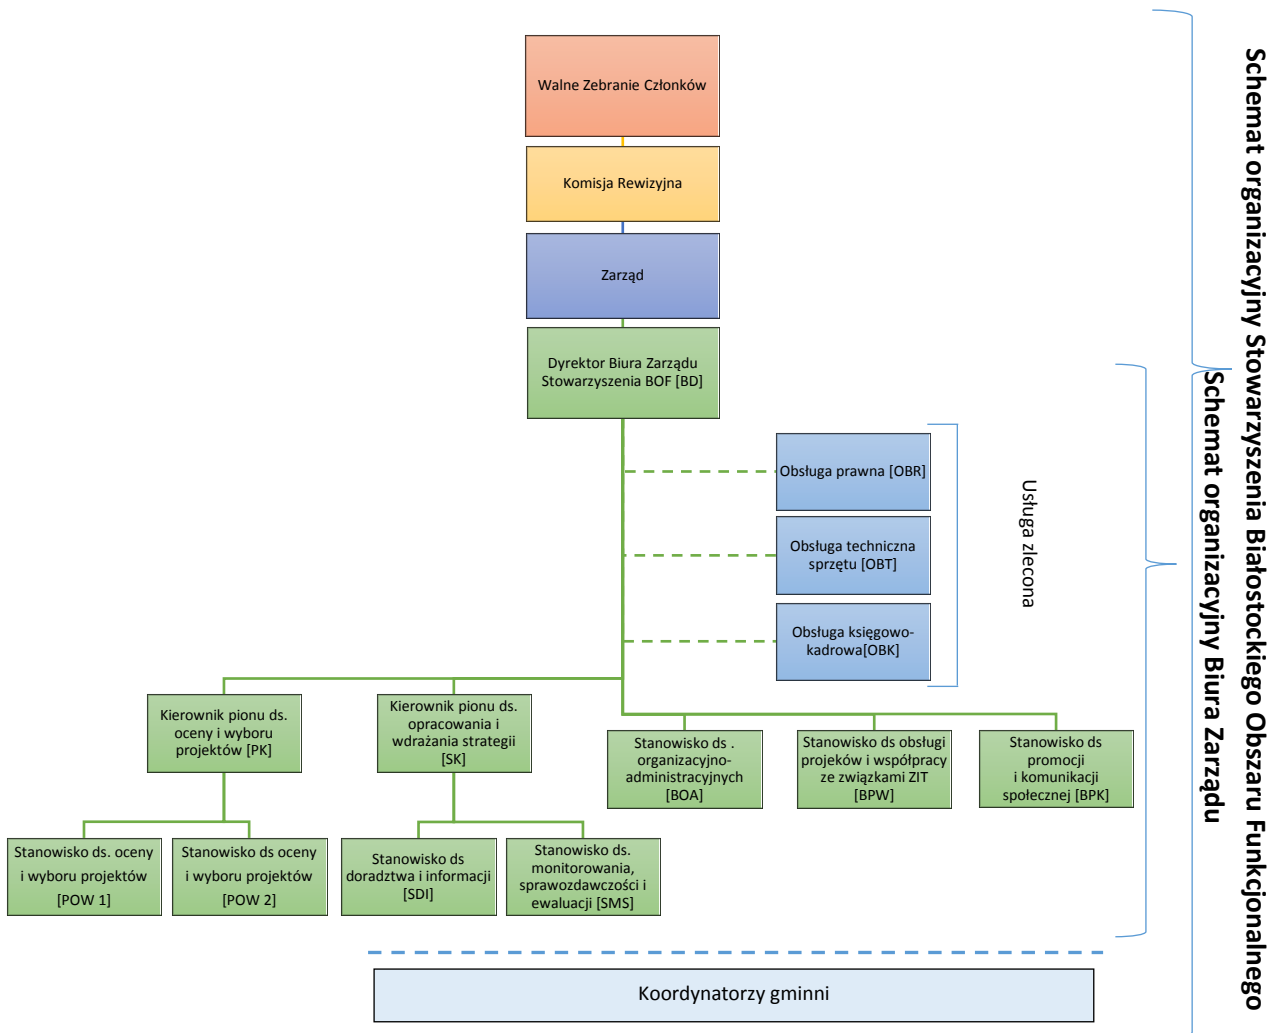 Walne Zebranie Członków
Komisja Rewizyjna
Zarząd
Dyrektor Biura Zarządu
Stowarzyszenia BOF [BD]
Obsługa prawna [OBR]
Obsługa techniczna
sprzętu [OBT]
Obsługa księgowo-
kadrowa[OBK]
Usługa zlecona
Kierownik pionu ds.
oceny i wyboru
projektów [PK]
Kierownik pionu ds.
opracowania i
wdrażania strategii
[SK]
Stanowisko ds .
organizacyjno-
administracyjnych
[BOA]
Stanowisko ds obsługi
projeków i współpracy
ze związkami ZIT
[BPW]
Stanowisko ds
promocji
i komunikacji
społecznej [BPK]
Stanowisko ds. oceny
i wyboru projektów
[POW 1]
Stanowisko ds oceny
i wyboru projektów
[POW 2]
Stanowisko ds
doradztwa i informacji
[SDI]
Stanowisko ds.
monitorowania,
sprawozdawczości i
ewaluacji [SMS]
Koordynatorzy gminni
Schemat organizacyjny Biura Zarządu
Schemat organizacyjny Stowarzyszenia Białostockiego Obszaru Funkcjonalnego